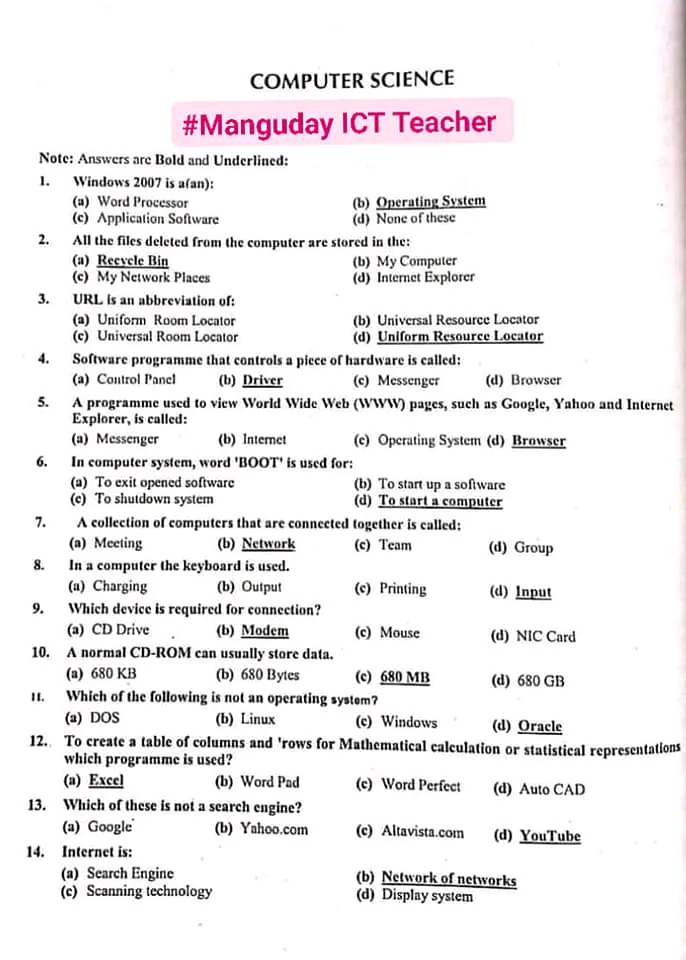 COMPUTER SCIENCE
#Manguday ICT Teacher
Note: Answers are Bold and Underlined:
1. Windows 2007 is a(an):
(a) Word Processor (b) Operating System
(c) Application Software (d) None of these
2. All the files deleted from the computer are stored in the:
(a) Recycle Bin (b) My Computer
(c) My Network Places (d) Internet Explorer
3. URL is an abbreviation of:
(a) Uniform Room Locator (b) Universal Resource Locator
(c) Universal Room Locator (d) Uniform Resource Locator
4. Software programme that controls a piece of hardware is called:
(a) Control Panel (b) Driver (c) Messenger (d) Browser
5. A programme used to view World Wide Web (WWW) pages, such as Google, Yahoo and Internet
Explorer, is called:
(a) Messenger (b) Internet (c) Operating System (d) Browser
6. In computer system, word 'BOOT' is used for:
(a) To exit opened software (b) To start up a software
(c) To shutdown system (d) To start a computer
7. A collection of computers that are connected together is called:
(a) Meeting (b) Network (c) Team (d) Group
8. In a computer the keyboard is used.
(a) Charging (b) Output (c) Printing (d) Input
9. Which device is required for connection?
(a) CD Drive (b) Modem (c) Mouse (d) NIC Card
10. A normal CD-ROM can usually store data.
(a) 680 KB (b) 680 Bytes (c) 680 MB (d) 680 GB
11. Which of the following is not an operating system?
(a) DOS (b) Linux (c) Windows (d) Oracle
12. To create a table of columns and 'rows for Mathematical calculation or statistical representations
which programme is used?
(a) Excel (b) Word Pad (c) Word Perfect (d) Auto CAD
13. Which of these is not a search engine?
(a) Google (b) Yahoo.com (c) Altavista.com (d) YouTube
14. Internet is:
(a) Search Engine (b) Network of networks
(c) Scanning technology (d) Display system